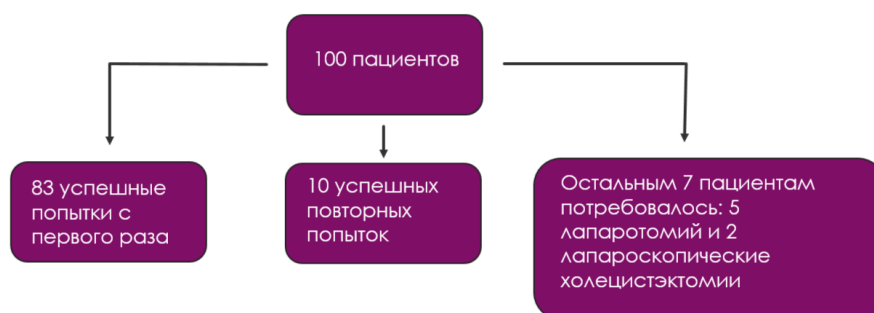 100 пациентов
83 успешные
попытки с
первого раза
10 успешных
повторных
попыток
Остальным 7 пациентам
потребовалось: 5
лапаротомий и 2
лапароскопические
холецистэктомии